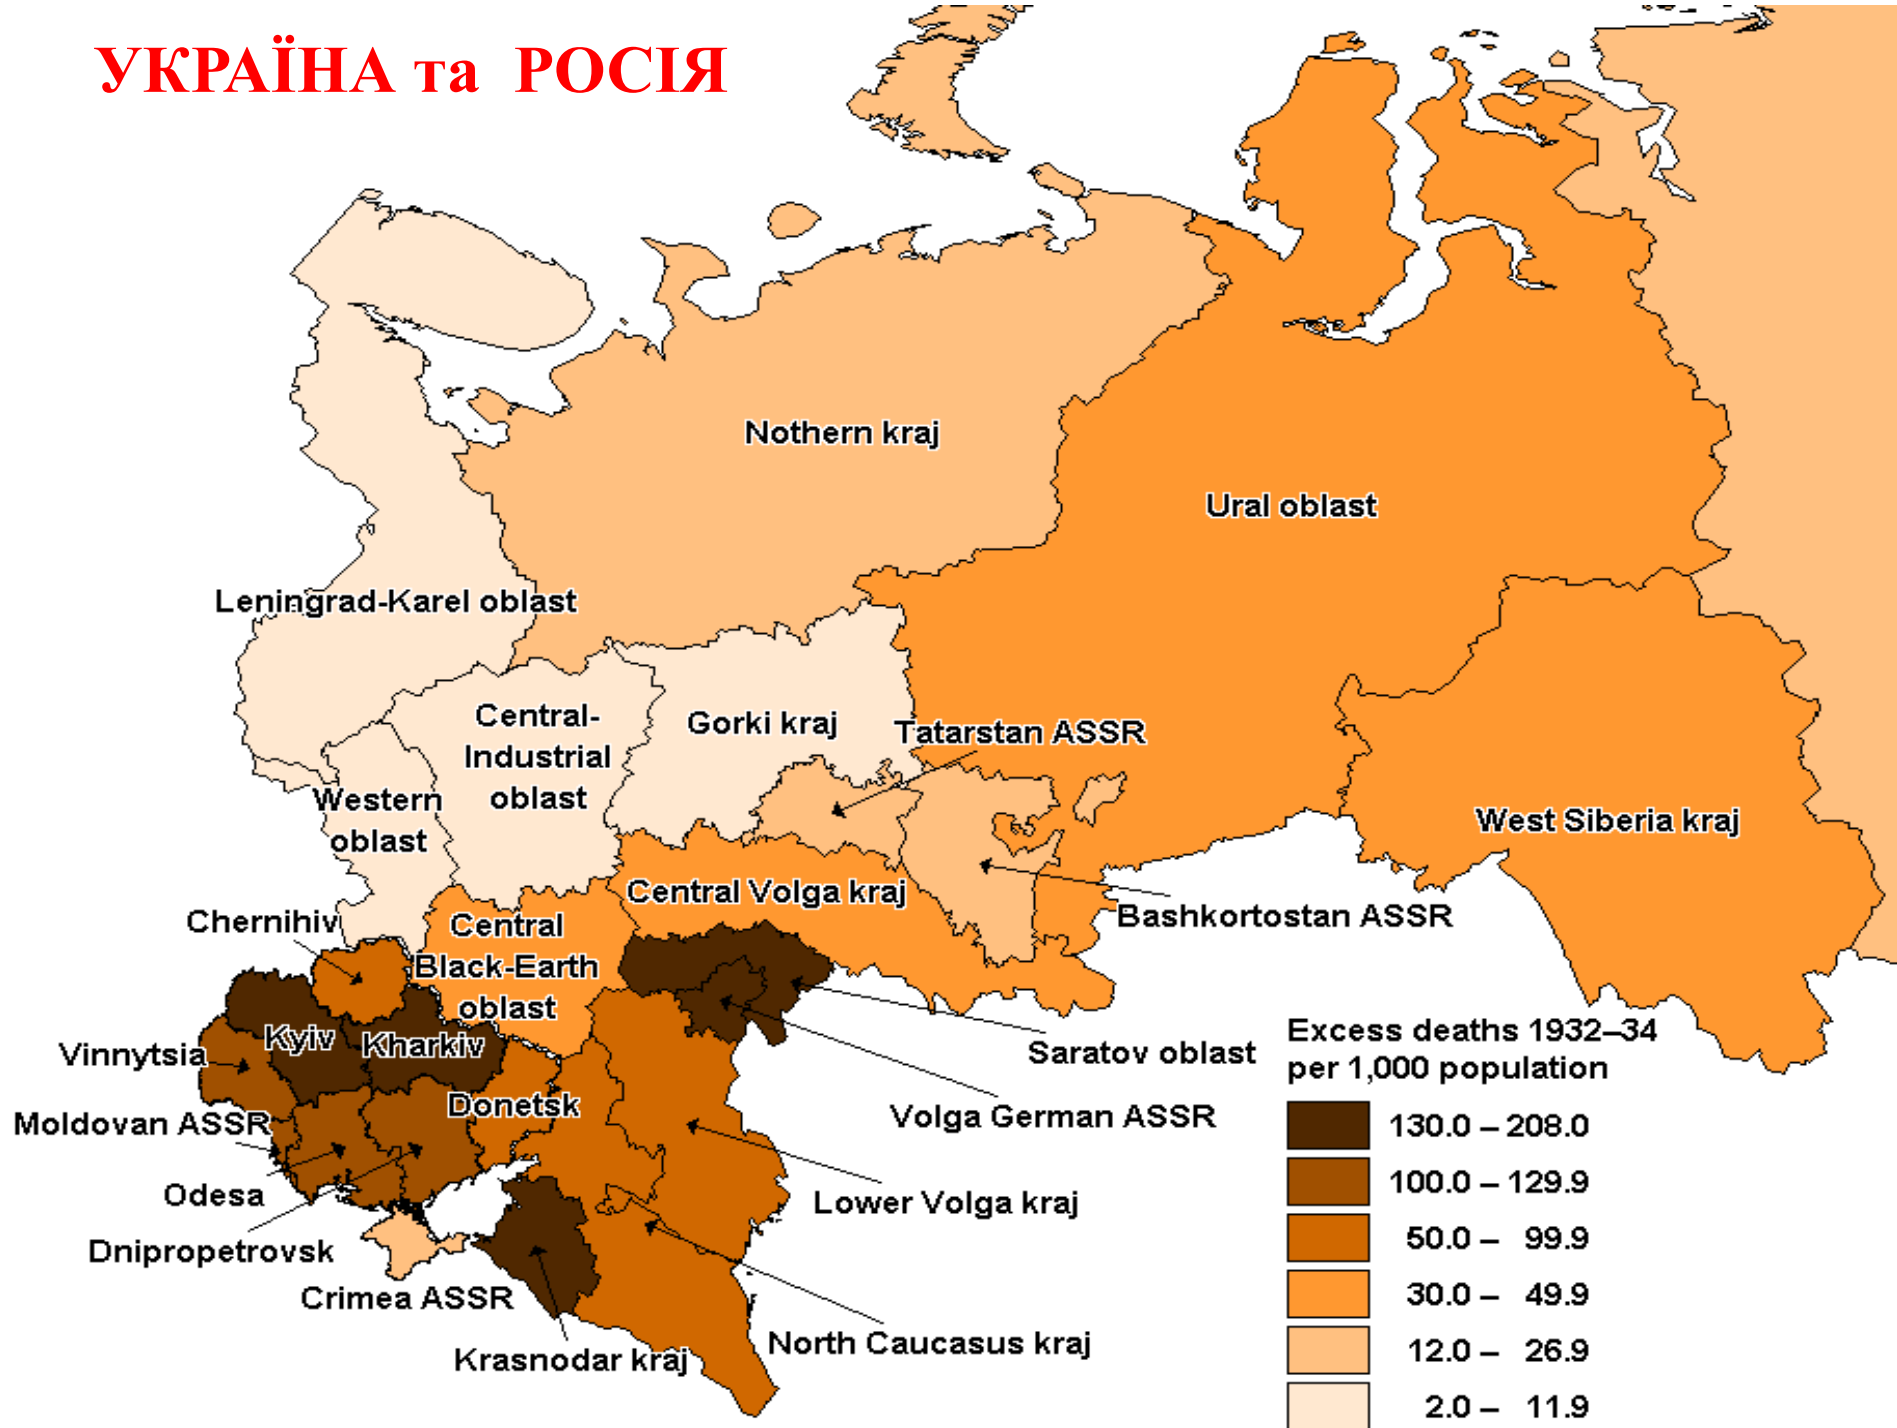 УКРАЇНА та РОСІЯ
Nothern kraj
Ural oblast
Leningrad-Karel oblast
Central-
Industrial
oblast
Gorki kraj
Tatarstan ASSR
Western
oblast
West Siberia kraj
Central Volga kraj
Bashkortostan ASSR
Chernihiv
Central
Black-Earth
oblast
Kyiv
Kharkiv
Vinnytsia
Saratov oblast
Donetsk
Volga German ASSR
Moldovan ASSR
Odesa
Lower Volga kraj
Dnipropetrovsk
Crimea ASSR
North Caucasus kraj
Krasnodar kraj
Excess deaths 1932–34
per 1,000 population
130.0 – 208.0
100.0 – 129.9
50.0 – 99.9
30.0 – 49.9
12.0 – 26.9
2.0 – 11.9